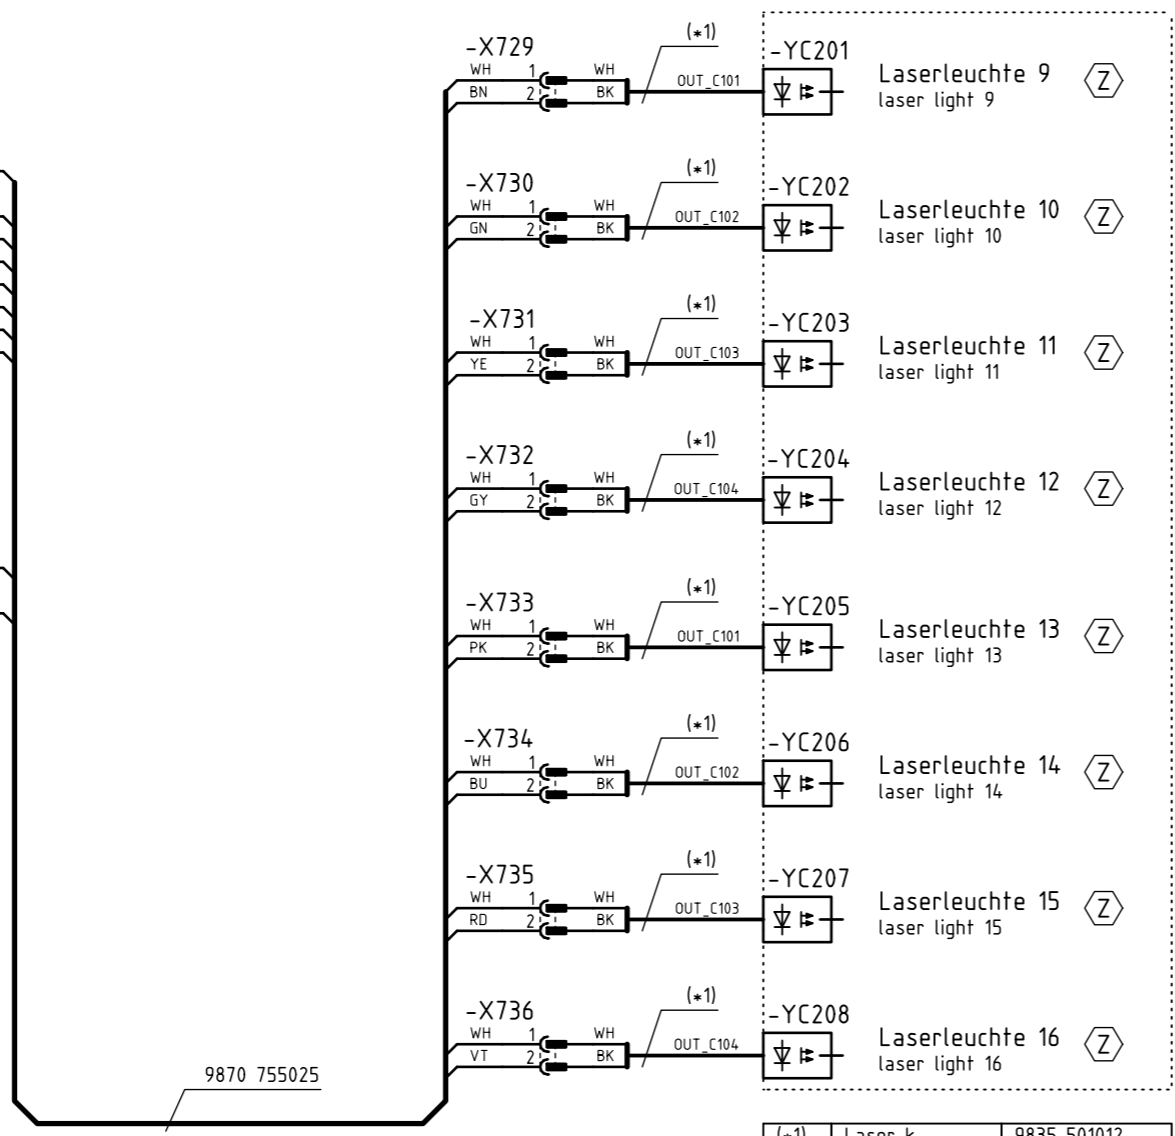 -X729
(*1)
-YC201
WH 1 WH
BN 2 BK
OUT_C101
Laserleuchte 9
laser light 9
Z
-X730
(*1)
-YC202
WH 1 WH
GN 2 BK
OUT_C102
Laserleuchte 10
laser light 10
Z
-X731
(*1)
-YC203
WH 1 WH
YE 2 BK
OUT_C103
Laserleuchte 11
laser light 11
Z
-X732
(*1)
-YC204
WH 1 WH
GY 2 BK
OUT_C104
Laserleuchte 12
laser light 12
Z
-X733
(*1)
-YC205
WH 1 WH
PK 2 BK
OUT_C101
Laserleuchte 13
laser light 13
Z
-X734
(*1)
-YC206
WH 1 WH
BU 2 BK
OUT_C102
Laserleuchte 14
laser light 14
Z
-X735
(*1)
-YC207
WH 1 WH
RD 2 BK
OUT_C103
Laserleuchte 15
laser light 15
Z
-X736
(*1)
-YC208
WH 1 WH
VT 2 BK
OUT_C104
Laserleuchte 16
laser light 16
Z
9870 755025
(*1) Laser k 9835 501012